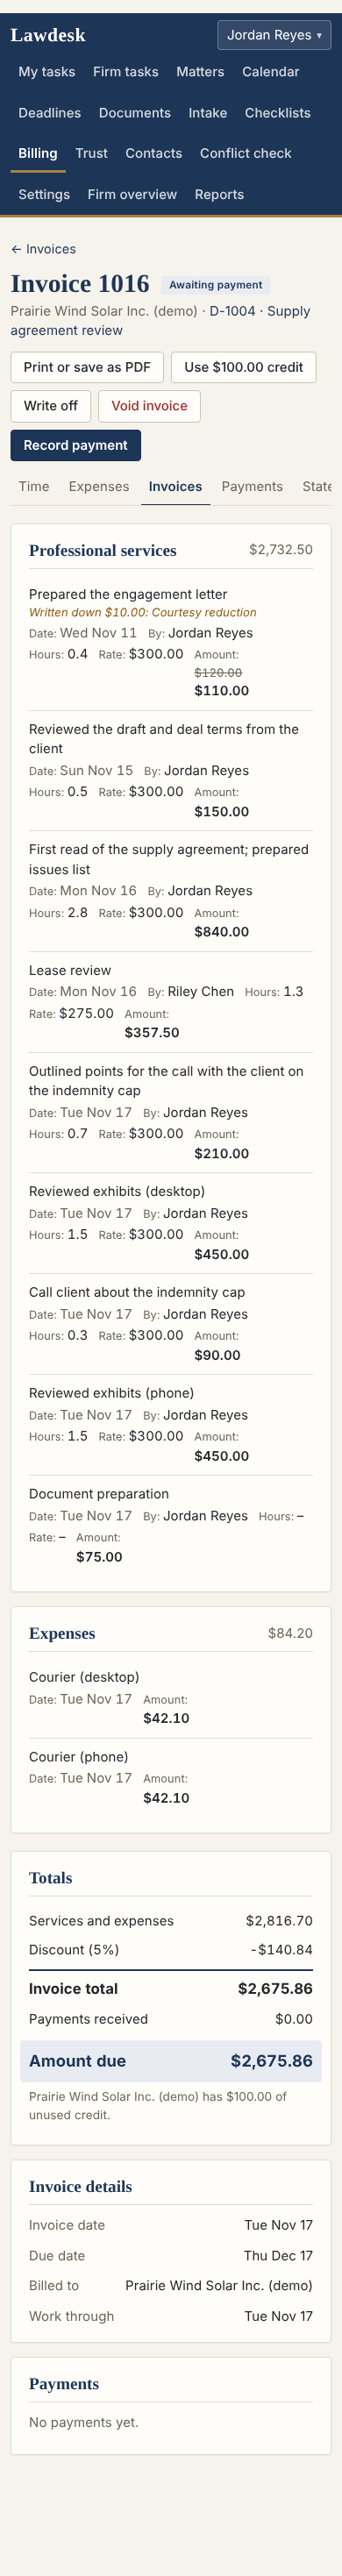 Lawdesk
Jordan Reyes ▾
My tasks Firm tasks Matters Calendar
Deadlines Documents Intake Checklists
Billing Trust Contacts Conflict check
Settings Firm overview Reports
← Invoices
Invoice 1016 Awaiting payment
Prairie Wind Solar Inc. (demo) · D-1004 · Supply
agreement review
Print or save as PDF Use $100.00 credit
Write off Void invoice
Record payment
Time Expenses Invoices Payments State
Professional services $2,732.50
Prepared the engagement letter
Written down $10.00: Courtesy reduction
Date: Wed Nov 11 By: Jordan Reyes
Hours: 0.4 Rate: $300.00 Amount:
$120.00
$110.00
Reviewed the draft and deal terms from the
client
Date: Sun Nov 15 By: Jordan Reyes
Hours: 0.5 Rate: $300.00 Amount:
$150.00
First read of the supply agreement; prepared
issues list
Date: Mon Nov 16 By: Jordan Reyes
Hours: 2.8 Rate: $300.00 Amount:
$840.00
Lease review
Date: Mon Nov 16 By: Riley Chen Hours: 1.3
Rate: $275.00 Amount:
$357.50
Outlined points for the call with the client on
the indemnity cap
Date: Tue Nov 17 By: Jordan Reyes
Hours: 0.7 Rate: $300.00 Amount:
$210.00
Reviewed exhibits (desktop)
Date: Tue Nov 17 By: Jordan Reyes
Hours: 1.5 Rate: $300.00 Amount:
$450.00
Call client about the indemnity cap
Date: Tue Nov 17 By: Jordan Reyes
Hours: 0.3 Rate: $300.00 Amount:
$90.00
Reviewed exhibits (phone)
Date: Tue Nov 17 By: Jordan Reyes
Hours: 1.5 Rate: $300.00 Amount:
$450.00
Document preparation
Date: Tue Nov 17 By: Jordan Reyes Hours: –
Rate: – Amount:
$75.00
Expenses $84.20
Courier (desktop)
Date: Tue Nov 17 Amount:
$42.10
Courier (phone)
Date: Tue Nov 17 Amount:
$42.10
Totals
Services and expenses $2,816.70
Discount (5%) -$140.84
Invoice total $2,675.86
Payments received $0.00
Amount due $2,675.86
Prairie Wind Solar Inc. (demo) has $100.00 of
unused credit.
Invoice details
Invoice date Tue Nov 17
Due date Thu Dec 17
Billed to Prairie Wind Solar Inc. (demo)
Work through Tue Nov 17
Payments
No payments yet.